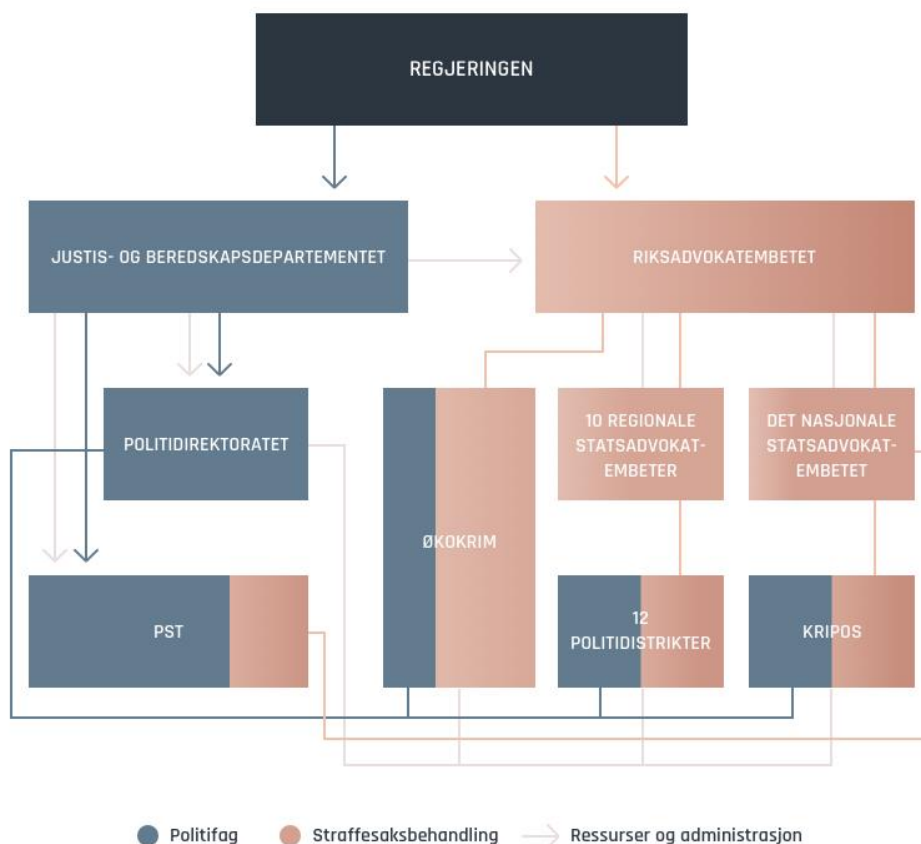 REGJERINGEN
JUSTIS- OG BEREDSKAPSDEPARTEMENTET
RIKSADVOKATEMBETET
POLITIDIREKTORATET
10 REGIONALE
STATSADVOKAT-
EMBETER
DET NASJONALE
STATSADVOKAT-
EMBETET
ØKOKRIM
PST
12
POLITIDISTRIKTER
KRIPOS
Politifag
Straffesaksbehandling
Ressurser og administrasjon